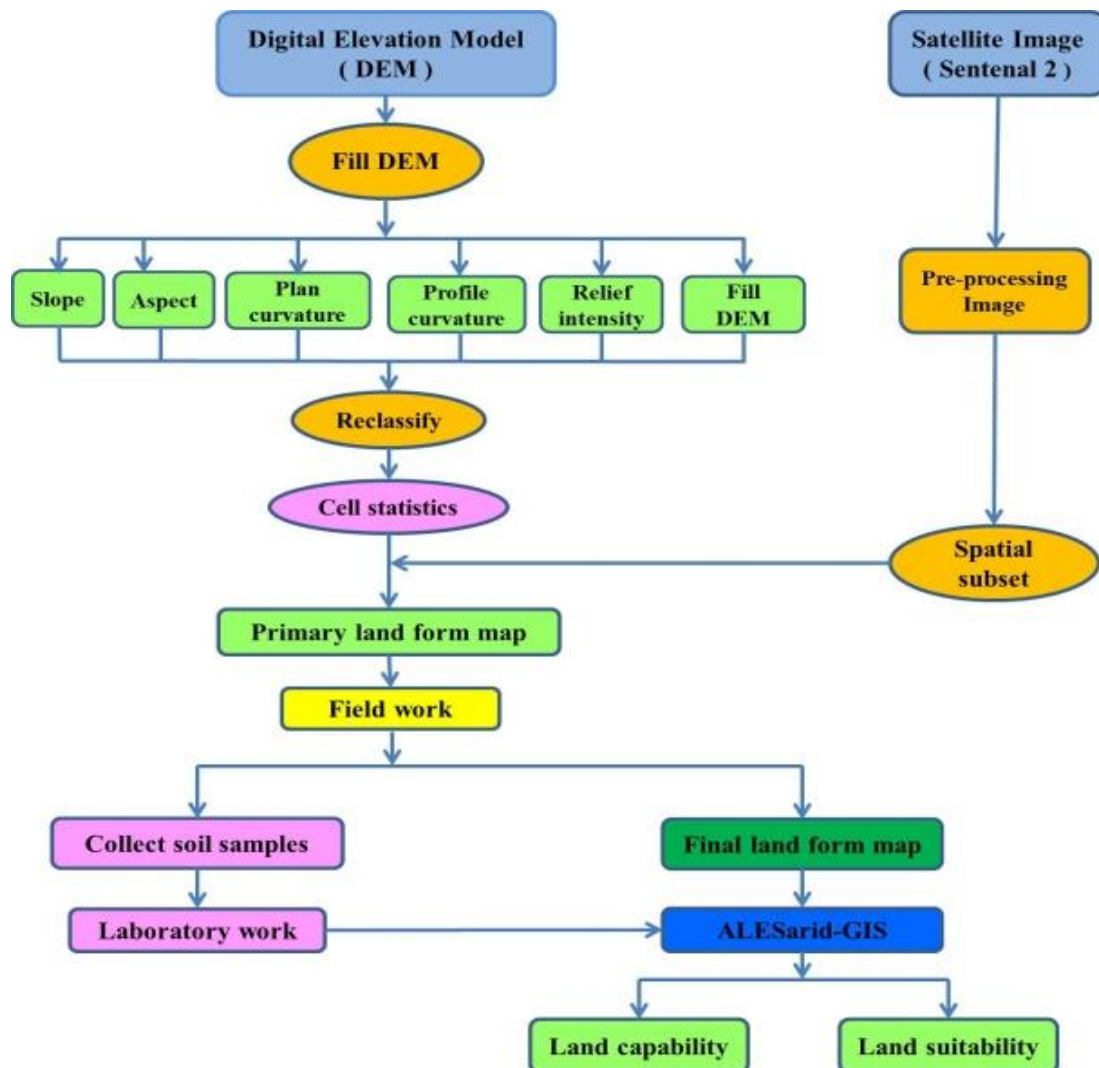 Digital Elevation Model
( DEM )
Satellite Image
( Sentenal 2 )
Fill DEM
Slope
Aspect
Plan
curvature
Profile
curvature
Relief
intensity
Fill
DEM
Pre-processing
Image
Reclassify
Cell statistics
Spatial
subset
Primary land form map
Field work
Collect soil samples
Final land form map
Laboratory work
ALESarid-GIS
Land capability
Land suitability